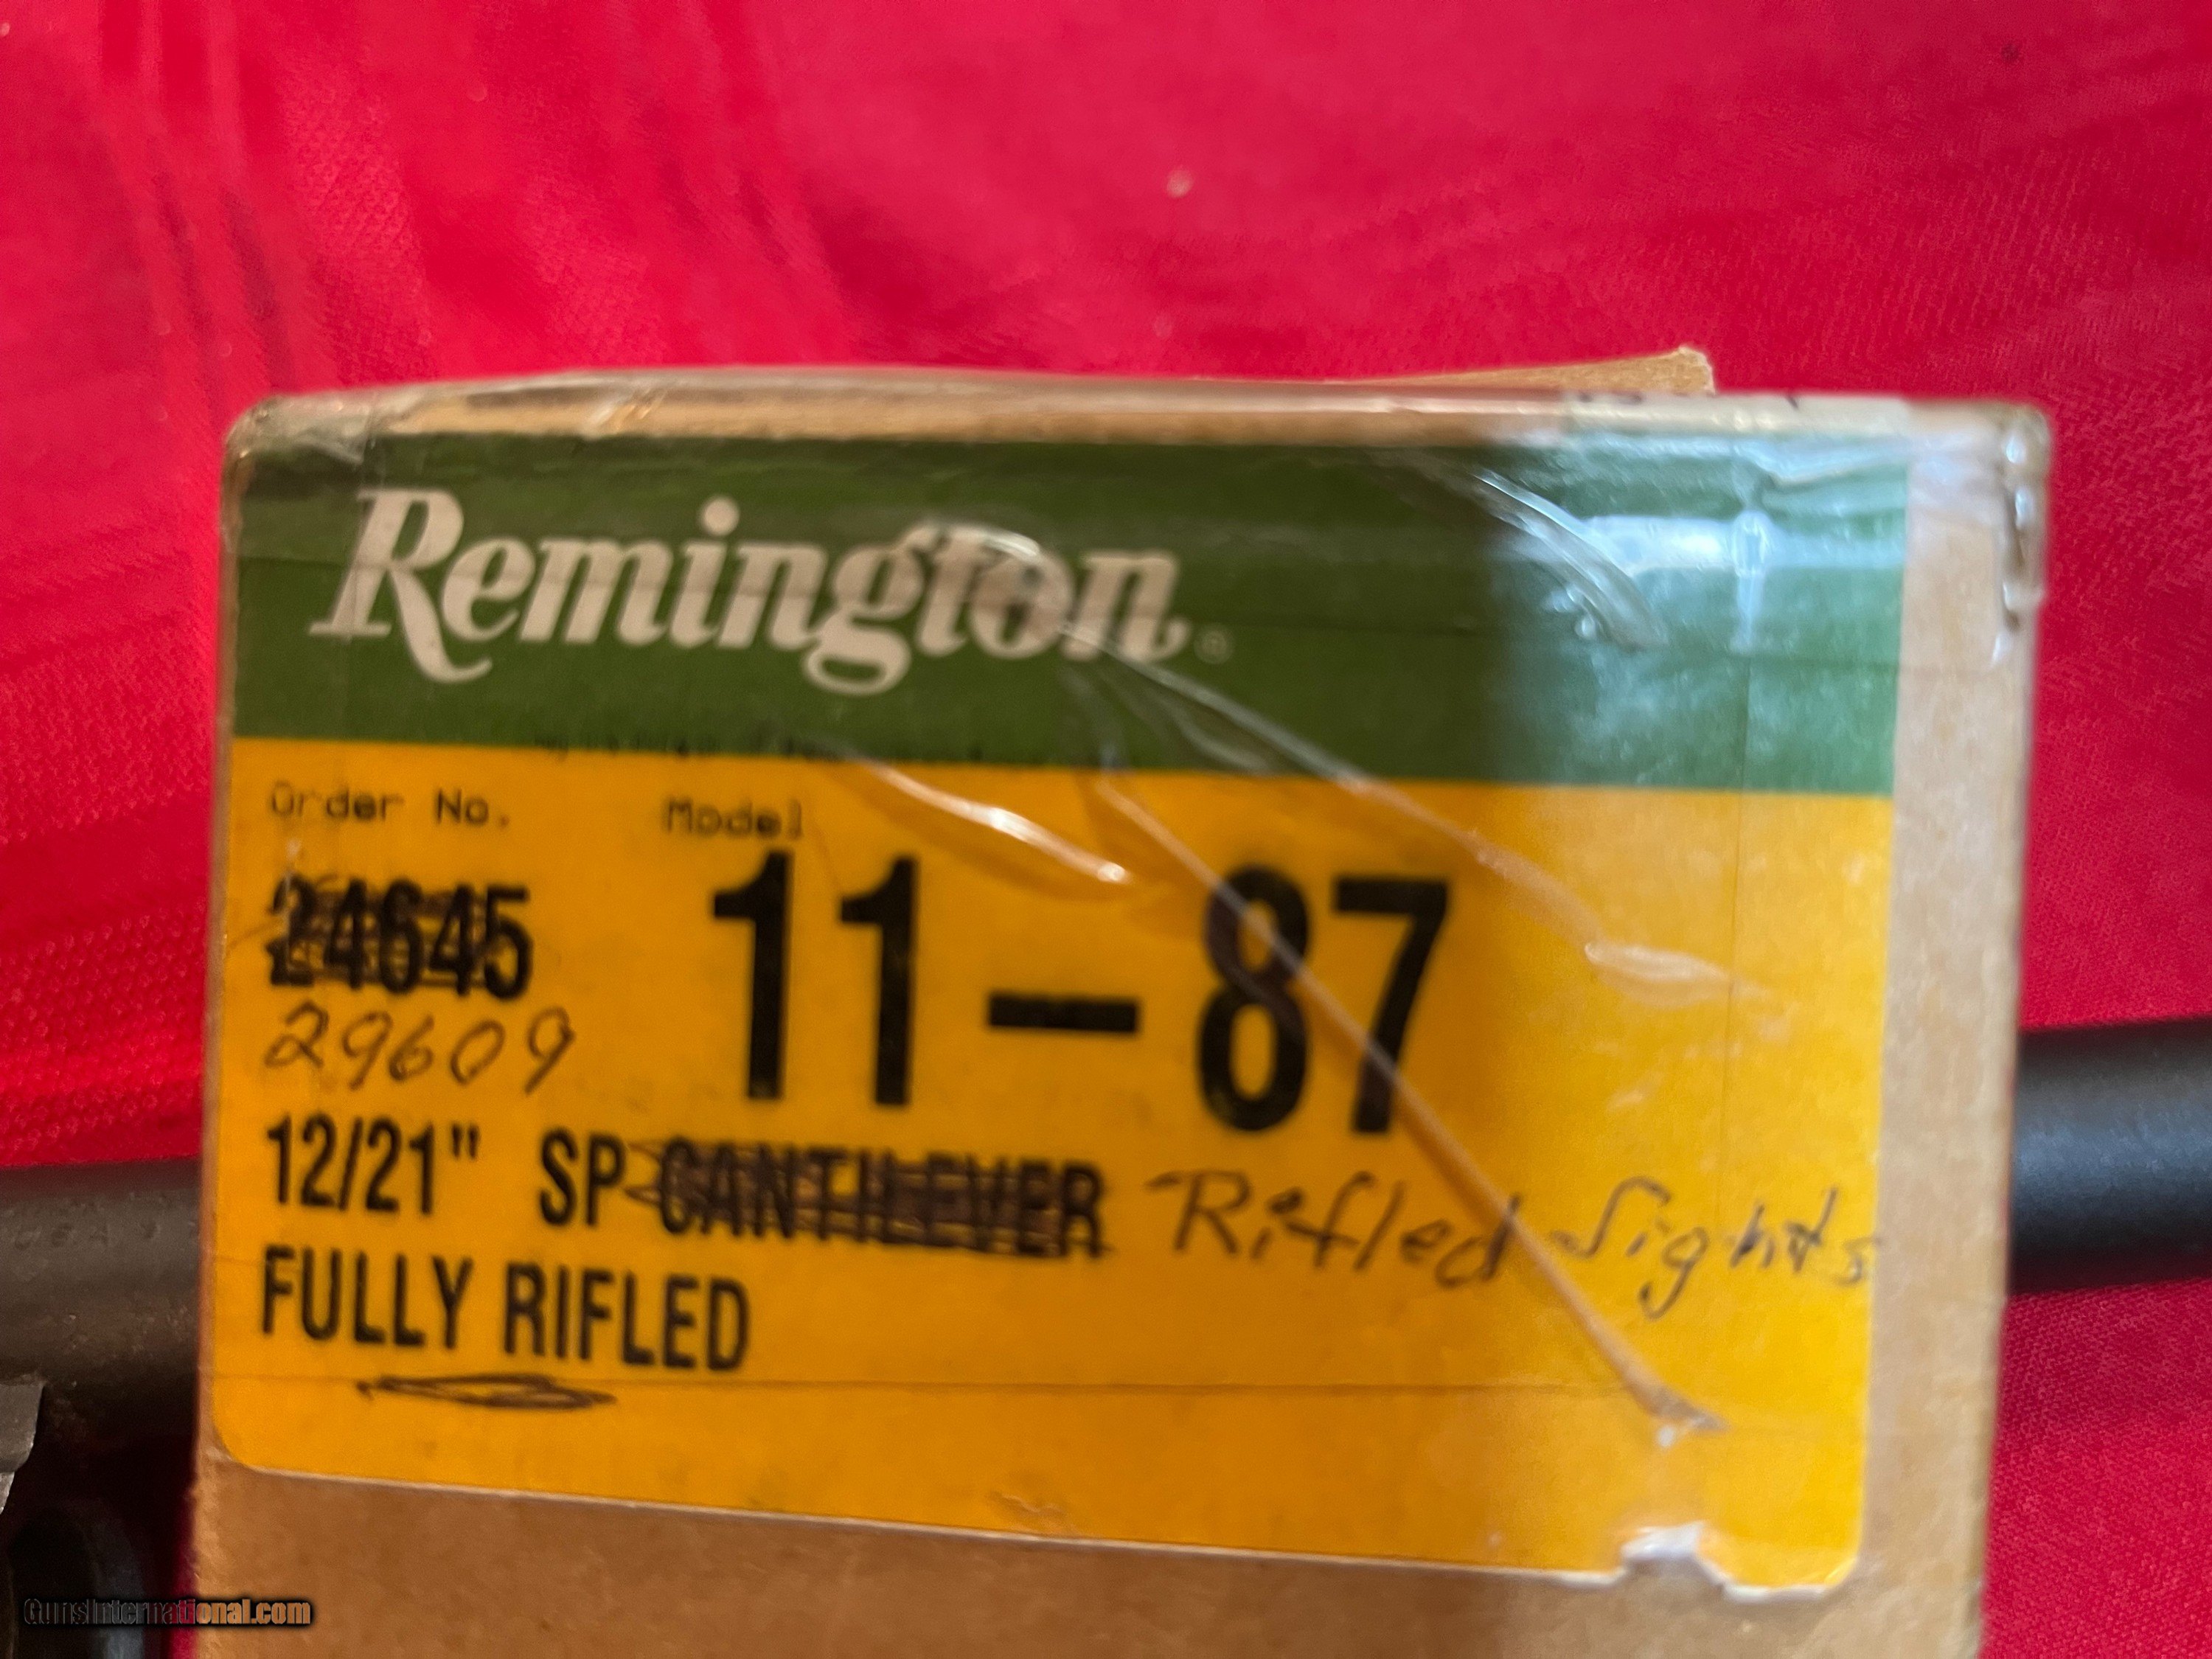 Remington®
Order No. Model
24645 11-87
29609
12/21" SP CANTILEVER Rifled Sights
FULLY RIFLED
GunsInternational.com